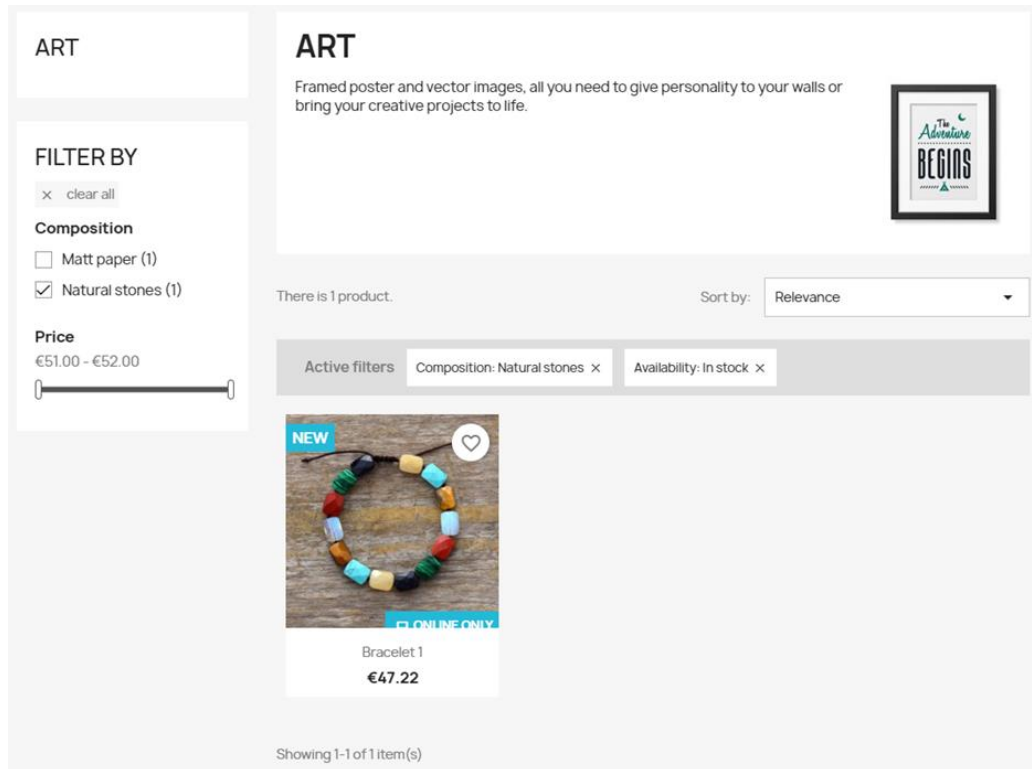 ART
FILTER BY
× clear all
Composition
Matt paper (1)
Natural stones (1)
Price
€51.00 - €52.00
ART
Framed poster and vector images, all you need to give personality to your walls or
bring your creative projects to life.
The
Adventure
BEGINS
There is 1 product.
Sort by: Relevance
Active filters Composition: Natural stones × Availability: In stock ×
NEW
ONLINE ONLY
Bracelet 1
€47.22
Showing 1-1 of 1 item(s)